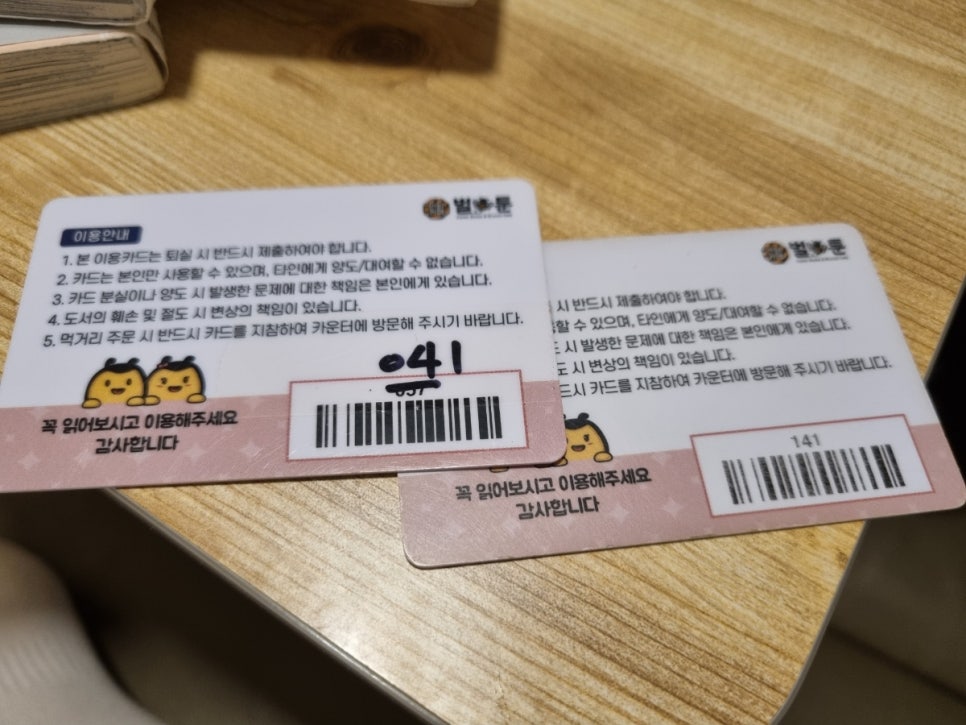 벌툰
이용안내
1. 본 이용카드는 퇴실 시 반드시 제출하여야 합니다.
2. 카드는 본인만 사용할 수 있으며, 타인에게 양도/대여할 수 없습니다.
3. 카드 분실이나 양도 시 발생한 문제에 대한 책임은 본인에게 있습니다.
4. 도서의 훼손 및 절도 시 변상의 책임이 있습니다.
5. 먹거리 주문 시 반드시 카드를 지참하여 카운터에 방문해 주시기 바랍니다.
041
꼭 읽어보시고 이용해주세요
감사합니다
벌툰
시 반드시 제출하여야 합니다.
할 수 있으며, 타인에게 양도/대여할 수 없습니다.
시 발생한 문제에 대한 책임은 본인에게 있습니다.
도 시 변상의 책임이 있습니다.
드시 카드를 지참하여 카운터에 방문해 주시기 바랍니다.
141
꼭 읽어보시고 이용해주세요
감사합니다